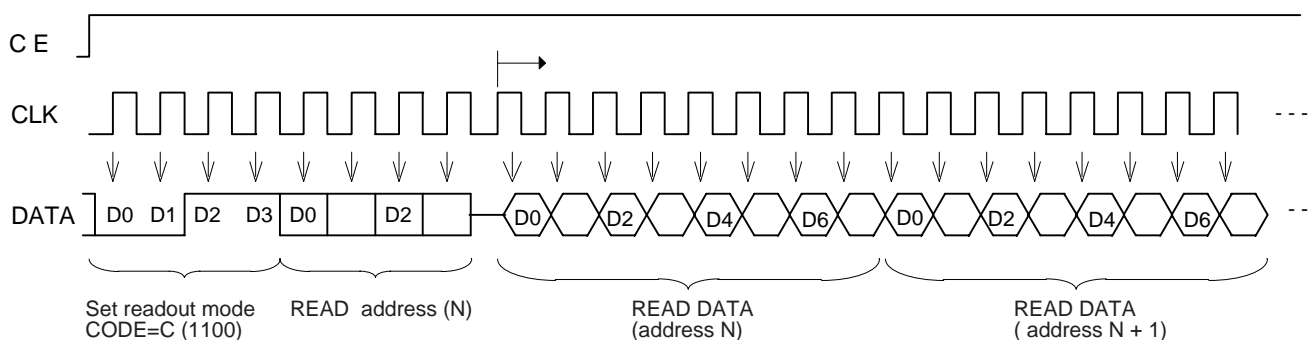 C E
CLK
- - -
DATA D0 D1 D2 D3 D0 D2 D0 D2 D4 D6 D0 D2 D4 D6 - -
Set readout mode
CODE=C (1100)
READ address (N)
READ DATA
(address N)
READ DATA
( address N + 1)